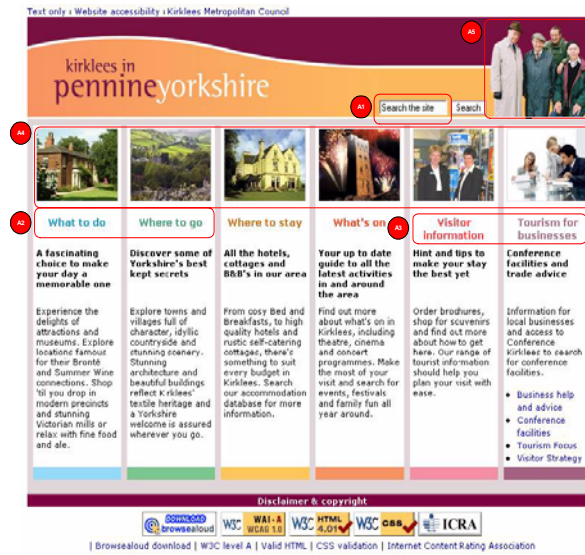 Text only : Website accessibility : Kirklees Metropolitan Council
A5
kirklees in
pennineyorkshire
A1
Search the site
Search
A4
A2
What to do
Where to go
Where to stay
What's on
A3
Visitor
information
Tourism for
businesses
A fascinating
choice to make
your day a
memorable one
Experience the
delights of
attractions and
museums. Explore
locations famous
for their Brontë
and Summer Wine
connections. Shop
'til you drop in
modern precincts
and stunning
Victorian mills or
relax with fine food
and ale.
Discover some of
Yorkshire's best
kept secrets
Explore towns and
villages full of
character, idyllic
countryside and
stunning scenery.
Stunning
architecture and
beautiful buildings
reflect Kirklees'
textile heritage and
a Yorkshire
welcome is assured
wherever you go.
All the hotels,
cottages and
B&B's in our area
From cosy Bed and
Breakfasts, to high
quality hotels and
rustic self-catering
cottages, there's
something to suit
every budget in
Kirklees. Search
our accommodation
database for more
information.
Your up to date
guide to all the
latest activities
in and around
the area
Find out more
about what's on in
Kirklees, including
theatre, cinema
and concert
programmes. Make
the most of your
visit and search for
events, festivals
and family fun all
year around.
Hint and tips to
make your stay
the best yet
Order brochures,
shop for scuvenirs
and find out more
about how to get
here. Our range of
tourist information
should help you
plan your visit with
ease.
Conference
facilities and
trade advice
Information for
local businesses
and access to
Conference
Kirklees to search
for conference
facilities.
• Business help
and advice
• Conference
facilities
• Tourism Focus
• Visitor Strategy
Disclaimer & copyright
DOWNLOAD
browsealoud
W3C WAI-A
WCAG 1.0
W3C HTML
4.01
W3C css
ICRA
| Browsealoud download | W3C level A | Valid HTML | CSS validation | Internet Content Rating Association